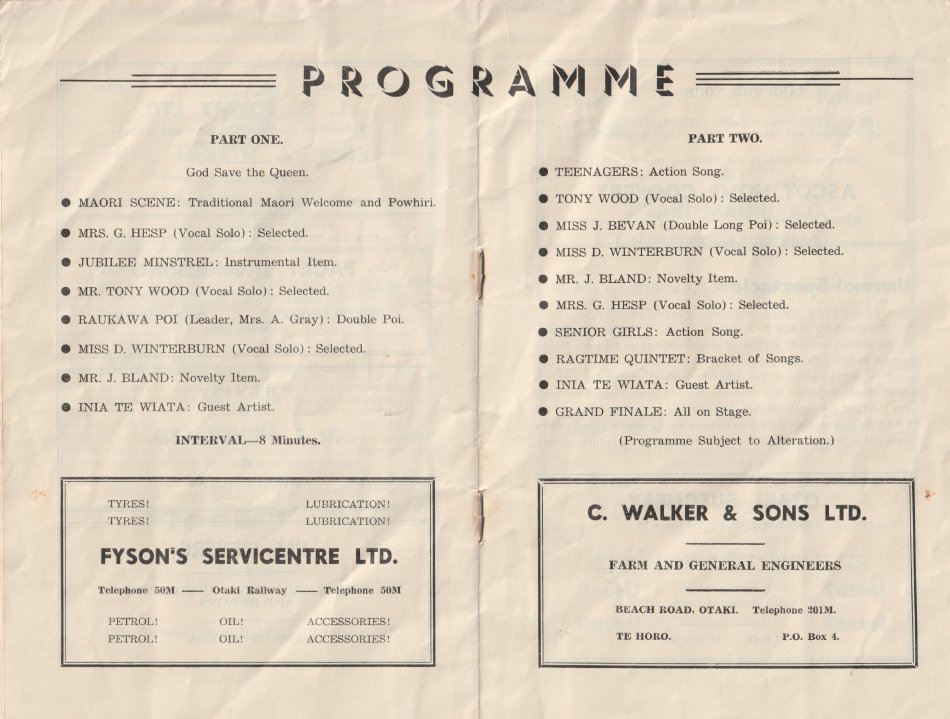 PROGRAMME
PART ONE.
God Save the Queen.
● MAORI SCENE: Traditional Maori Welcome and Powhiri.
● MRS. G. HESP (Vocal Solo): Selected.
● JUBILEE MINSTREL: Instrumental Item.
● MR. TONY WOOD (Vocal Solo): Selected.
● RAUKAWA POI (Leader, Mrs. A. Gray): Double Poi.
● MISS D. WINTERBURN (Vocal Solo): Selected.
● MR. J. BLAND: Novelty Item.
● INIA TE WIATA: Guest Artist.
INTERVAL—8 Minutes.
TYRES! LUBRICATION!
TYRES! LUBRICATION!
FYSON'S SERVICENTRE LTD.
Telephone 50M — Otaki Railway — Telephone 50M
PETROL! OIL! ACCESSORIES!
PETROL! OIL! ACCESSORIES!
PART TWO.
● TEENAGERS: Action Song.
● TONY WOOD (Vocal Solo): Selected.
● MISS J. BEVAN (Double Long Poi): Selected.
● MISS D. WINTERBURN (Vocal Solo): Selected.
● MR. J. BLAND: Novelty Item.
● MRS. G. HESP (Vocal Solo): Selected.
● SENIOR GIRLS: Action Song.
● RAGTIME QUINTET: Bracket of Songs.
● INIA TE WIATA: Guest Artist.
● GRAND FINALE: All on Stage.
(Programme Subject to Alteration.)
C. WALKER & SONS LTD.
FARM AND GENERAL ENGINEERS
BEACH ROAD, OTAKI. Telephone 201M.
TE HORO. P.O. Box 4.